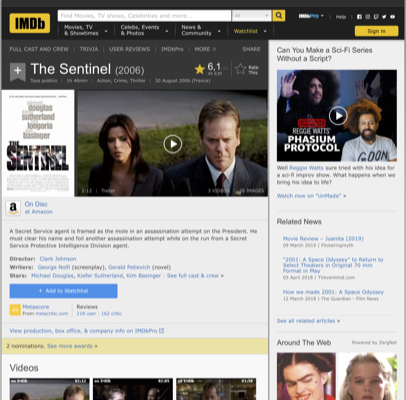 IMDb
Find Movies, TV shows, Celebrities and more...
All
IMDbPro
Help
Movies, TV & Showtimes
Celebs, Events & Photos
News & Community
Watchlist
Sign in
FULL CAST AND CREW | TRIVIA | USER REVIEWS | IMDbPro | MORE
SHARE
The Sentinel (2006)
6,1
Rate This
Tous publics | 1h 48min | Action, Crime, Thriller | 30 August 2006 (France)
michael douglas
kiefer sutherland
eva longoria
kim basinger
THE SENTINEL
2:12 | Trailer
3 VIDEOS | 26 IMAGES
On Disc
at Amazon
A Secret Service agent is framed as the mole in an assassination attempt on the President. He must clear his name and foil another assassination attempt while on the run from a Secret Service Protective Intelligence Division agent.
Director: Clark Johnson
Writers: George Nolfi (screenplay), Gerald Petievich (novel)
Stars: Michael Douglas, Kiefer Sutherland, Kim Basinger | See full cast & crew »
+ Add to Watchlist
Metascore
From metacritic.com
Reviews
218 user | 162 critic
View production, box office, & company info on IMDbPro
2 nominations. See more awards »
Videos
Can You Make a Sci-Fi Series Without a Script?
REGGIE WATTS'
PHASIUM PROTOCOL
Well Reggie Watts sure tried with his idea for a sci-fi improv show. What happens when we bring his idea to life?
Watch now on "UnMade" »
Related News
Movie Review – Juanita (2019)
09 March 2019 | Flickeringmyth
"2001: A Space Odyssey" to Return to Select Theaters in Original 70 mm Format in May
03 April 2018 | Tvovermind.com
How we made 2001: A Space Odyssey
12 March 2018 | The Guardian - Film News
See all related articles »
Around The Web
Powered by ZergNet